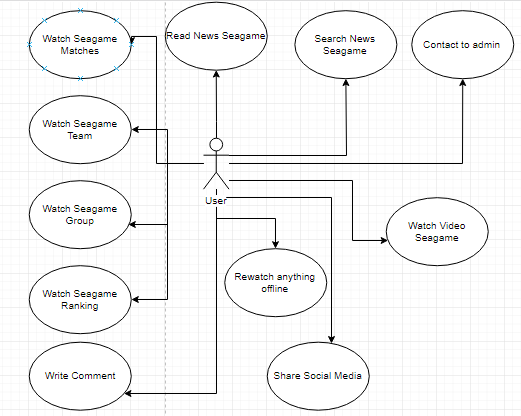 Watch Seagame
Matches
Read News Seagame
Search News
Seagame
Contact to admin
Watch Seagame
Team
User
Watch Seagame
Group
Watch Video
Seagame
Watch Seagame
Ranking
Rewatch anything
offline
Write Comment
Share Social Media